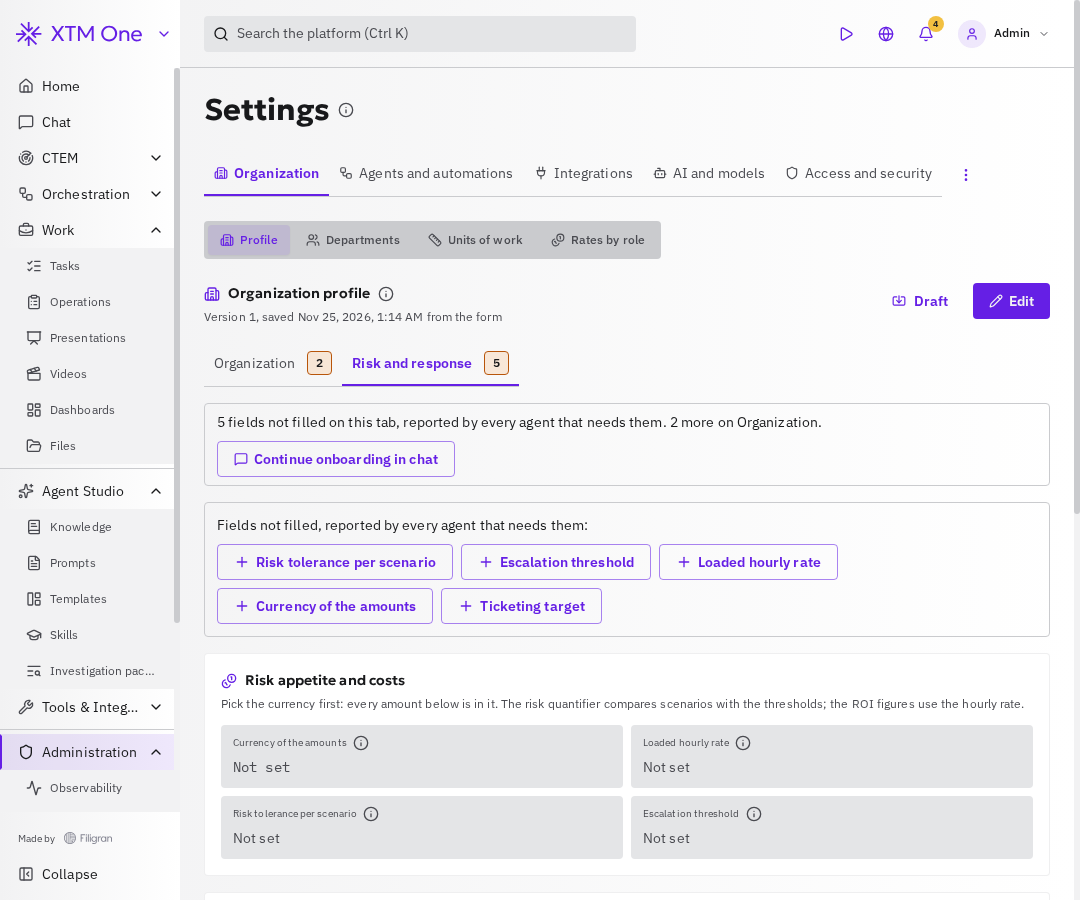 XTM One
Search the platform (Ctrl K)
4
Admin
Home
Chat
CTEM
Orchestration
Work
Tasks
Operations
Presentations
Videos
Dashboards
Files
Agent Studio
Knowledge
Prompts
Templates
Skills
Investigation pac...
Tools & Integ...
Administration
Observability
Made by Filigran
Collapse
Settings
Organization
Agents and automations
Integrations
AI and models
Access and security
Profile
Departments
Units of work
Rates by role
Organization profile
Version 1, saved Nov 25, 2026, 1:14 AM from the form
Draft
Edit
Organization 2
Risk and response 5
5 fields not filled on this tab, reported by every agent that needs them. 2 more on Organization.
Continue onboarding in chat
Fields not filled, reported by every agent that needs them:
Risk tolerance per scenario
Escalation threshold
Loaded hourly rate
Currency of the amounts
Ticketing target
Risk appetite and costs
Pick the currency first: every amount below is in it. The risk quantifier compares scenarios with the thresholds; the ROI figures use the hourly rate.
Currency of the amounts
Not set
Loaded hourly rate
Not set
Risk tolerance per scenario
Not set
Escalation threshold
Not set